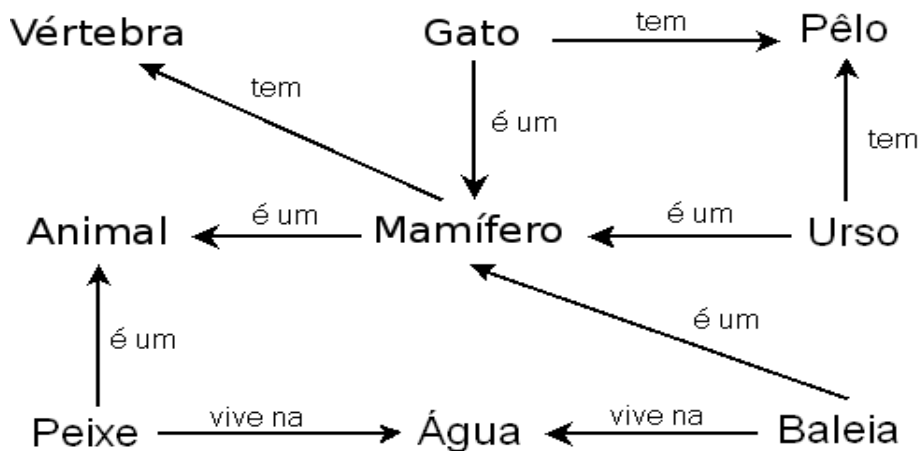 Vértebra Gato tem Pêlo
tem
é um
tem
Animal é um Mamífero é um Urso
é um
é um
Peixe vive na Água vive na Baleia